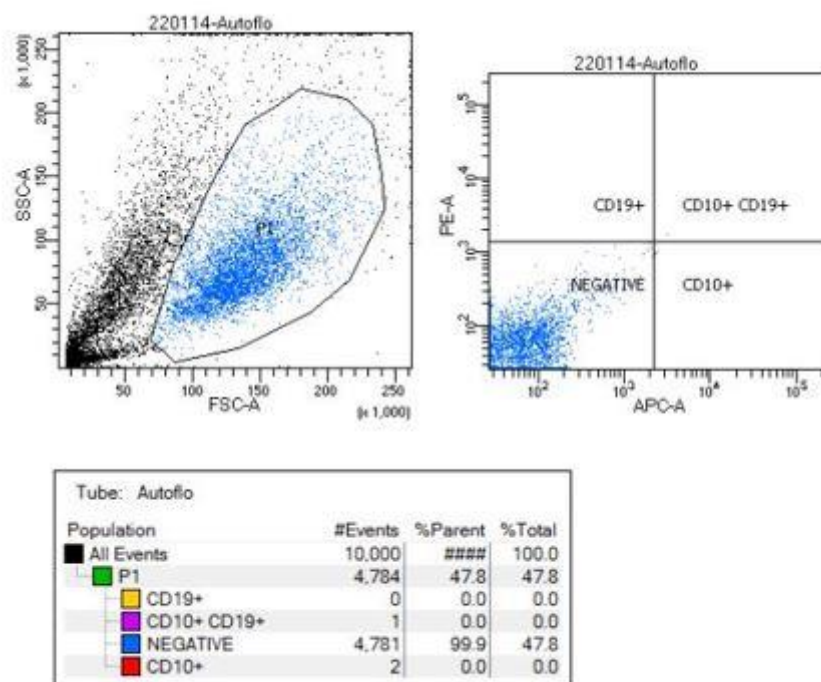 220114-Autoflo
(x 1,000)
SSC-A
250
200
150
100
50
P1
50 100 150 200 250
FSC-A
(x 1,000)
220114-Autoflo
PE-A
10^5
10^4
10^3
10^2
CD19+ CD10+ CD19+
NEGATIVE CD10+
10^2 10^3 10^4 10^5
APC-A
Tube: Autoflo
Population #Events %Parent %Total
All Events 10,000 #### 100.0
P1 4,784 47.8 47.8
CD19+ 0 0.0 0.0
CD10+ CD19+ 1 0.0 0.0
NEGATIVE 4,781 99.9 47.8
CD10+ 2 0.0 0.0